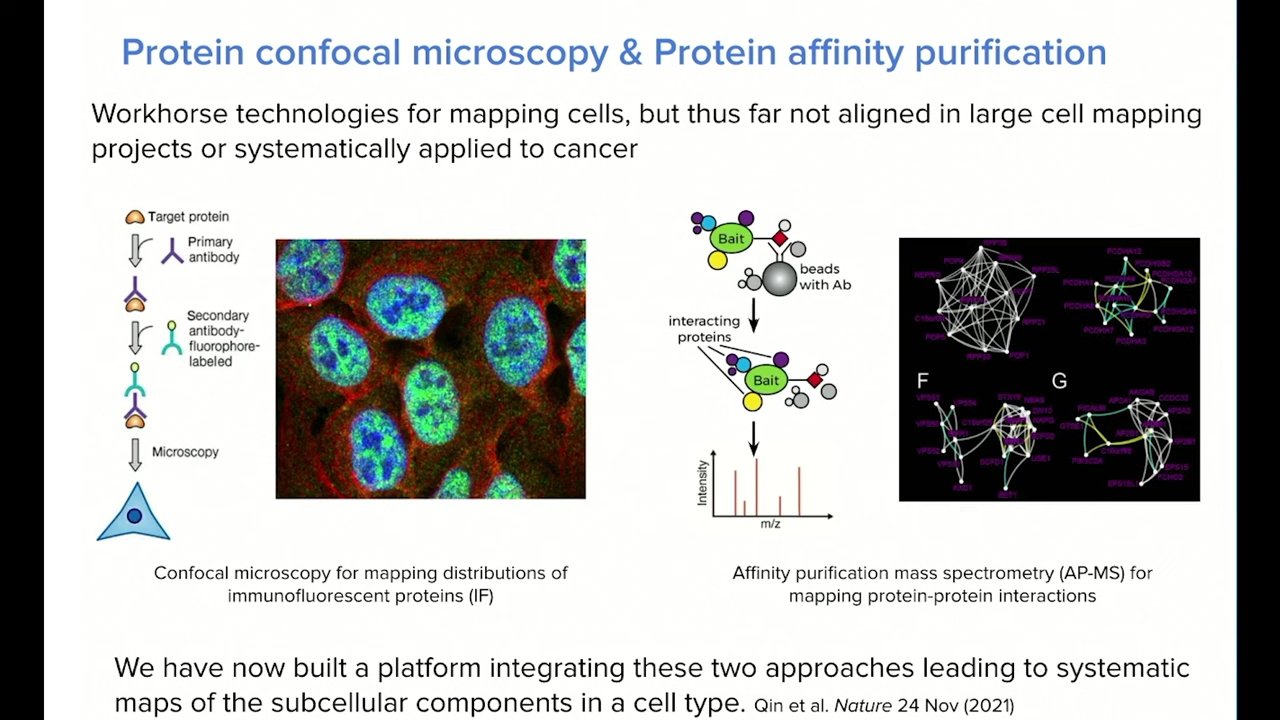 Protein confocal microscopy & Protein affinity purification
Workhorse technologies for mapping cells, but thus far not aligned in large cell mapping
projects or systematically applied to cancer
Target protein
Primary
antibody
Secondary
antibody-
fluorophore-
labeled
Microscopy
Bait
beads
with Ab
interacting
proteins
Bait
Intensity
m/z
F
G
Confocal microscopy for mapping distributions of
immunofluorescent proteins (IF)
Affinity purification mass spectrometry (AP-MS) for
mapping protein-protein interactions
We have now built a platform integrating these two approaches leading to systematic
maps of the subcellular components in a cell type. Qin et al. Nature 24 Nov (2021)